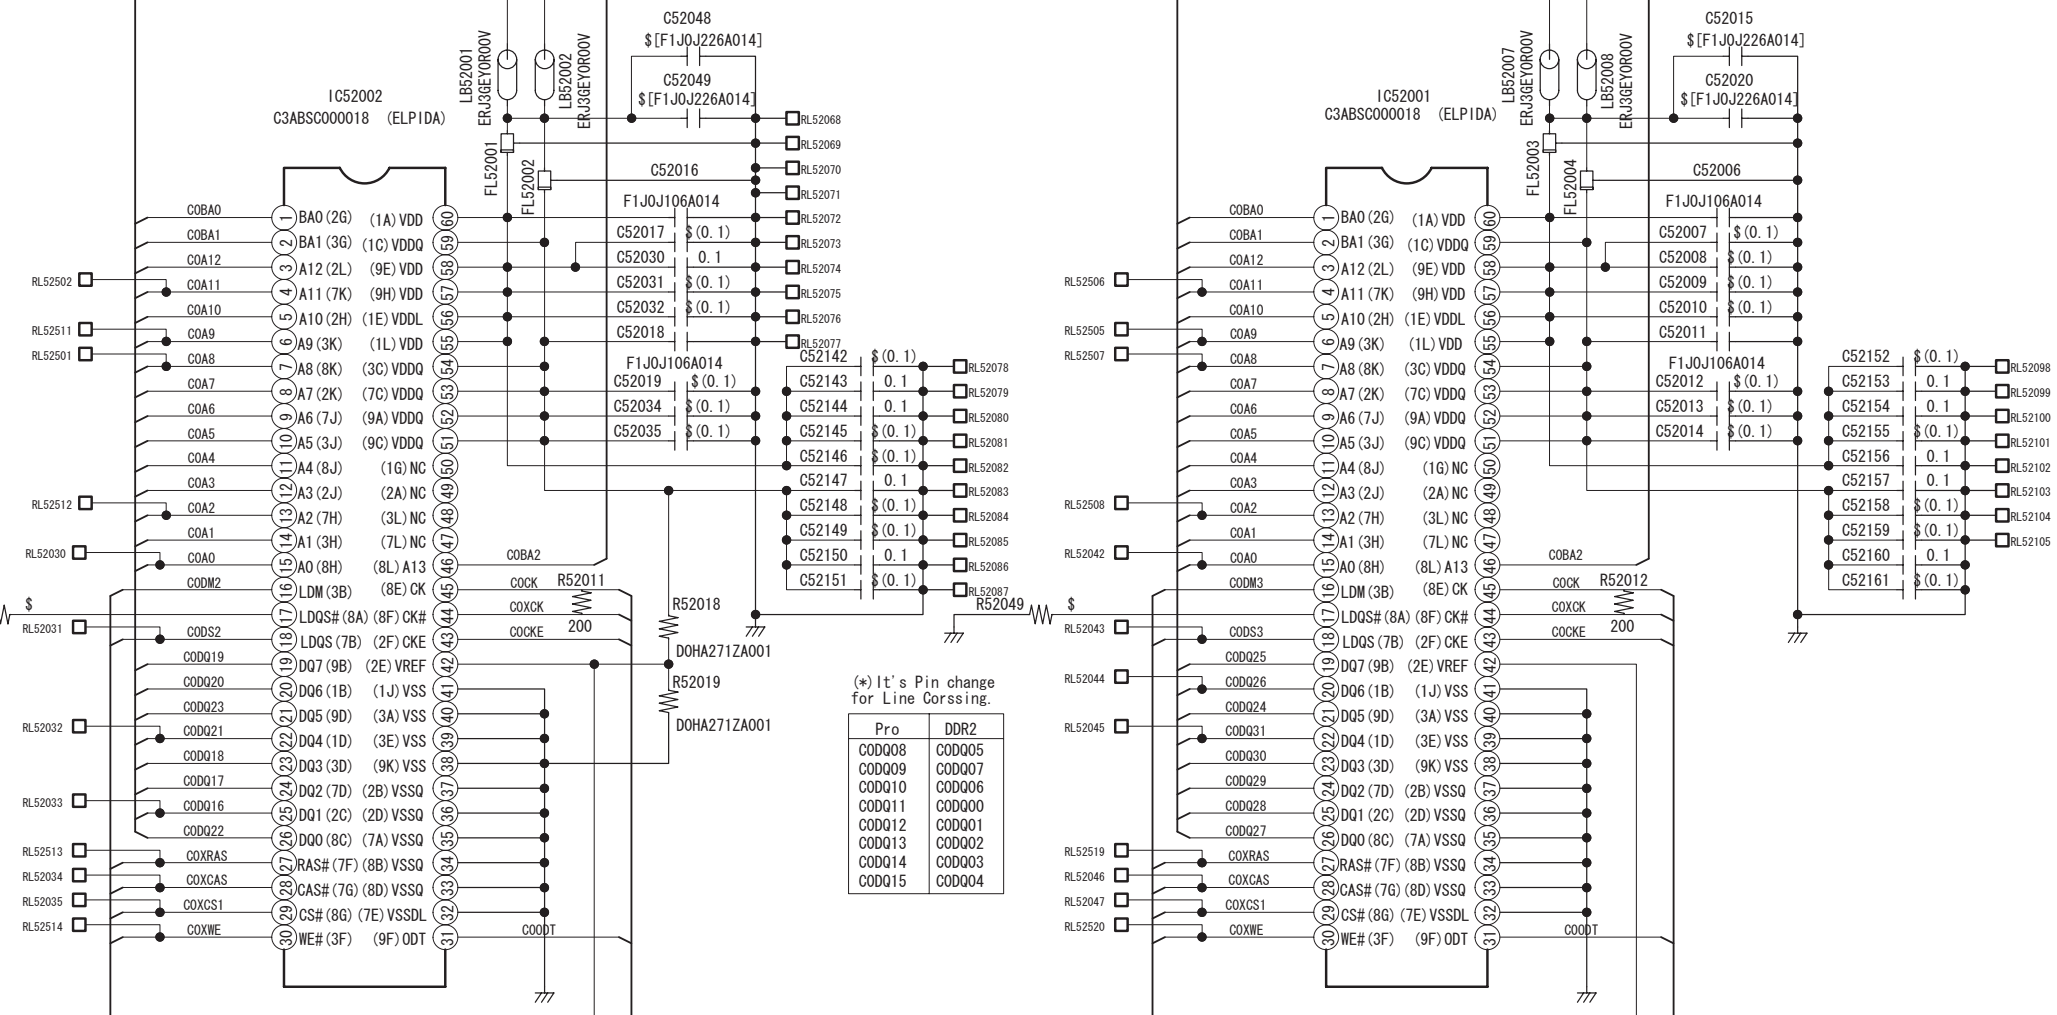 C52048
$[F1J0J226A014]
C52049
$[F1J0J226A014]
LB52001
ERJ3GEY0R00V
LB52002
ERJ3GEY0R00V
IC52002
C3ABSC000018 (ELPIDA)
FL52001
FL52002
C52016
F1J0J106A014
C52017 $(0.1)
C52030 0.1
C52031 $(0.1)
C52032 $(0.1)
C52018
F1J0J106A014
C52019 $(0.1)
C52034 $(0.1)
C52035 $(0.1)
RL52068
RL52069
RL52070
RL52071
RL52072
RL52073
RL52074
RL52075
RL52076
RL52077
C52142 $(0.1) RL52078
C52143 0.1 RL52079
C52144 0.1 RL52080
C52145 $(0.1) RL52081
C52146 $(0.1) RL52082
C52147 0.1 RL52083
C52148 $(0.1) RL52084
C52149 $(0.1) RL52085
C52150 0.1 RL52086
C52151 $(0.1) RL52087
COBA0 1 BA0(2G) (1A)VDD 60
COBA1 2 BA1(3G) (1C)VDDQ 59
COA12 3 A12(2L) (9E)VDD 58
RL52502 COA11 4 A11(7K) (9H)VDD 57
COA10 5 A10(2H) (1E)VDDL 56
RL52511 COA9 6 A9(3K) (1L)VDD 55
RL52501 COA8 7 A8(8K) (3C)VDDQ 54
COA7 8 A7(2K) (7C)VDDQ 53
COA6 9 A6(7J) (9A)VDDQ 52
COA5 10 A5(3J) (9C)VDDQ 51
COA4 11 A4(8J) (1G)NC 50
COA3 12 A3(2J) (2A)NC 49
RL52512 COA2 13 A2(7H) (3L)NC 48
COA1 14 A1(3H) (7L)NC 47
RL52030 COA0 15 A0(8H) (8L)A13 46 COBA2
CODM2 16 LDM(3B) (8E)CK 45 COCK
$ 17 LDQS#(8A) (8F)CK# 44 COXCK
RL52031 CODS2 18 LDQS(7B) (2F)CKE 43 COCKE
CODQ19 19 DQ7(9B) (2E)VREF 42
CODQ20 20 DQ6(1B) (1J)VSS 41
CODQ23 21 DQ5(9D) (3A)VSS 40
RL52032 CODQ21 22 DQ4(1D) (3E)VSS 39
CODQ18 23 DQ3(3D) (9K)VSS 38
CODQ17 24 DQ2(7D) (2B)VSSQ 37
RL52033 CODQ16 25 DQ1(2C) (2D)VSSQ 36
CODQ22 26 DQ0(8C) (7A)VSSQ 35
RL52513 COXRAS 27 RAS#(7F) (8B)VSSQ 34
RL52034 COXCAS 28 CAS#(7G) (8D)VSSQ 33
RL52035 COXCS1 29 CS#(8G) (7E)VSSDL 32
RL52514 COXWE 30 WE#(3F) (9F)ODT 31 COODT
R52011
200
R52018
D0HA271ZA001
R52019
D0HA271ZA001
(*)It's Pin change
for Line Corssing.
Pro DDR2
CODQ08 CODQ05
CODQ09 CODQ07
CODQ10 CODQ06
CODQ11 CODQ00
CODQ12 CODQ01
CODQ13 CODQ02
CODQ14 CODQ03
CODQ15 CODQ04
C52015
$[F1J0J226A014]
C52020
$[F1J0J226A014]
LB52007
ERJ3GEY0R00V
LB52008
ERJ3GEY0R00V
IC52001
C3ABSC000018 (ELPIDA)
FL52003
FL52004
C52006
F1J0J106A014
C52007 $(0.1)
C52008 $(0.1)
C52009 $(0.1)
C52010 $(0.1)
C52011
F1J0J106A014
C52012 $(0.1)
C52013 $(0.1)
C52014 $(0.1)
C52152 $(0.1) RL52098
C52153 0.1 RL52099
C52154 0.1 RL52100
C52155 $(0.1) RL52101
C52156 0.1 RL52102
C52157 0.1 RL52103
C52158 $(0.1) RL52104
C52159 $(0.1) RL52105
C52160 0.1
C52161 $(0.1)
COBA0 1 BA0(2G) (1A)VDD 60
COBA1 2 BA1(3G) (1C)VDDQ 59
COA12 3 A12(2L) (9E)VDD 58
RL52506 COA11 4 A11(7K) (9H)VDD 57
COA10 5 A10(2H) (1E)VDDL 56
RL52505 COA9 6 A9(3K) (1L)VDD 55
RL52507 COA8 7 A8(8K) (3C)VDDQ 54
COA7 8 A7(2K) (7C)VDDQ 53
COA6 9 A6(7J) (9A)VDDQ 52
COA5 10 A5(3J) (9C)VDDQ 51
COA4 11 A4(8J) (1G)NC 50
COA3 12 A3(2J) (2A)NC 49
RL52508 COA2 13 A2(7H) (3L)NC 48
COA1 14 A1(3H) (7L)NC 47
RL52042 COA0 15 A0(8H) (8L)A13 46 COBA2
CODM3 16 LDM(3B) (8E)CK 45 COCK
R52049 $ 17 LDQS#(8A) (8F)CK# 44 COXCK
RL52043 CODS3 18 LDQS(7B) (2F)CKE 43 COCKE
CODQ25 19 DQ7(9B) (2E)VREF 42
RL52044 CODQ26 20 DQ6(1B) (1J)VSS 41
CODQ24 21 DQ5(9D) (3A)VSS 40
RL52045 CODQ31 22 DQ4(1D) (3E)VSS 39
CODQ30 23 DQ3(3D) (9K)VSS 38
CODQ29 24 DQ2(7D) (2B)VSSQ 37
CODQ28 25 DQ1(2C) (2D)VSSQ 36
CODQ27 26 DQ0(8C) (7A)VSSQ 35
RL52519 COXRAS 27 RAS#(7F) (8B)VSSQ 34
RL52046 COXCAS 28 CAS#(7G) (8D)VSSQ 33
RL52047 COXCS1 29 CS#(8G) (7E)VSSDL 32
RL52520 COXWE 30 WE#(3F) (9F)ODT 31 COODT
R52012
200